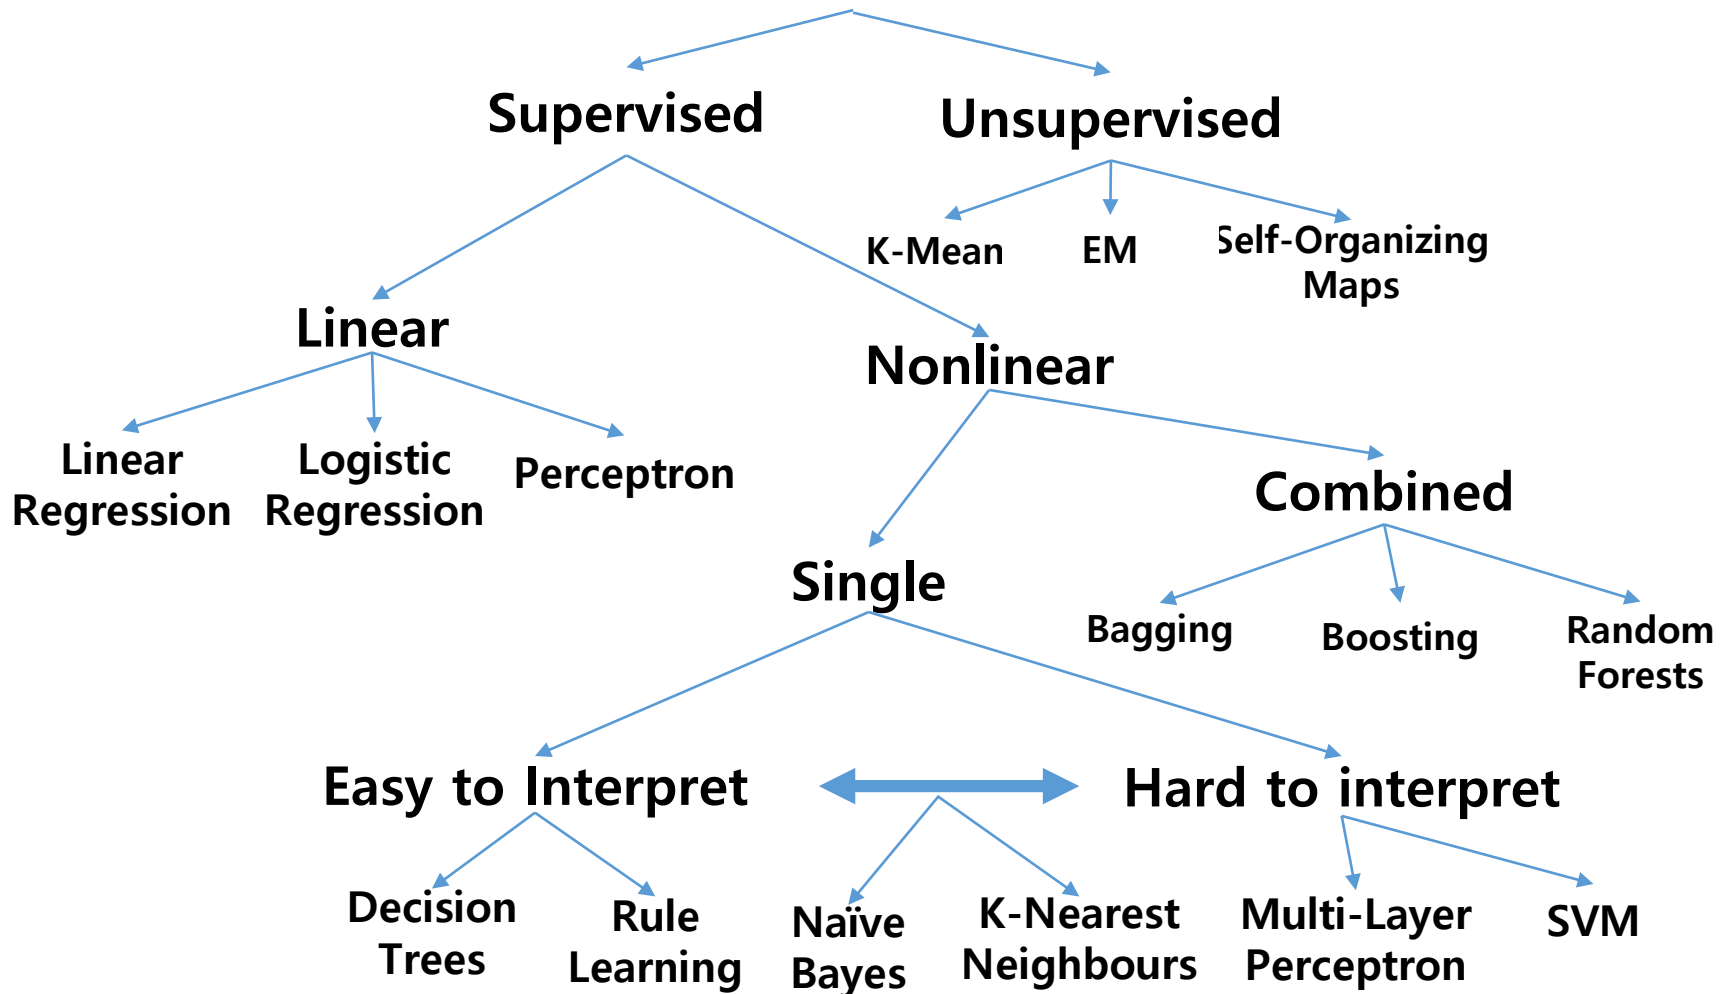 Supervised
Unsupervised
K-Mean
EM
Self-Organizing
Maps
Linear
Nonlinear
Linear
Regression
Logistic
Regression
Perceptron
Combined
Single
Bagging
Boosting
Random
Forests
Easy to Interpret
Hard to interpret
Decision
Trees
Rule
Learning
Naïve
Bayes
K-Nearest
Neighbours
Multi-Layer
Perceptron
SVM